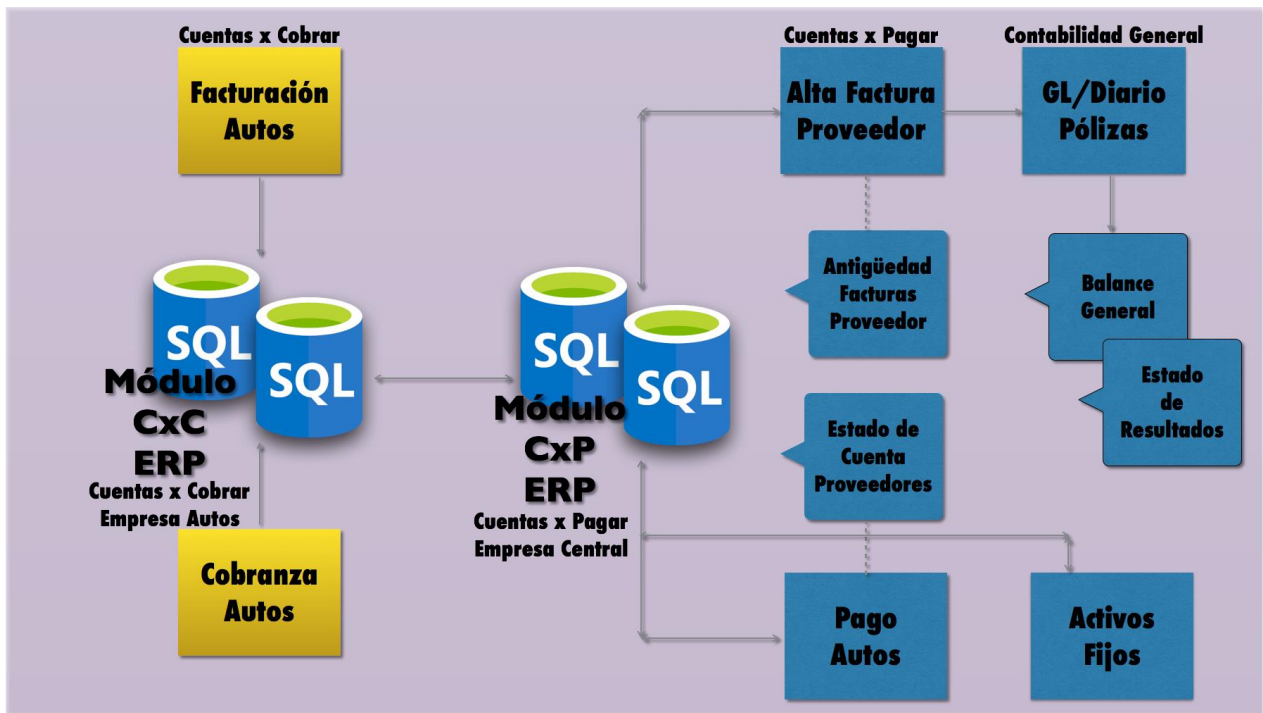 Cuentas x Cobrar
Facturación
Autos
Cuentas x Pagar
Alta Factura
Proveedor
Contabilidad General
GL/Diario
Pólizas
SQL
SQL
Módulo
CxC
ERP
Cuentas x Cobrar
Empresa Autos
SQL
SQL
Módulo
CxP
ERP
Cuentas x Pagar
Empresa Central
Antigüedad
Facturas
Proveedor
Balance
General
Estado
de
Resultados
Estado de
Cuenta
Proveedores
Cobranza
Autos
Pago
Autos
Activos
Fijos